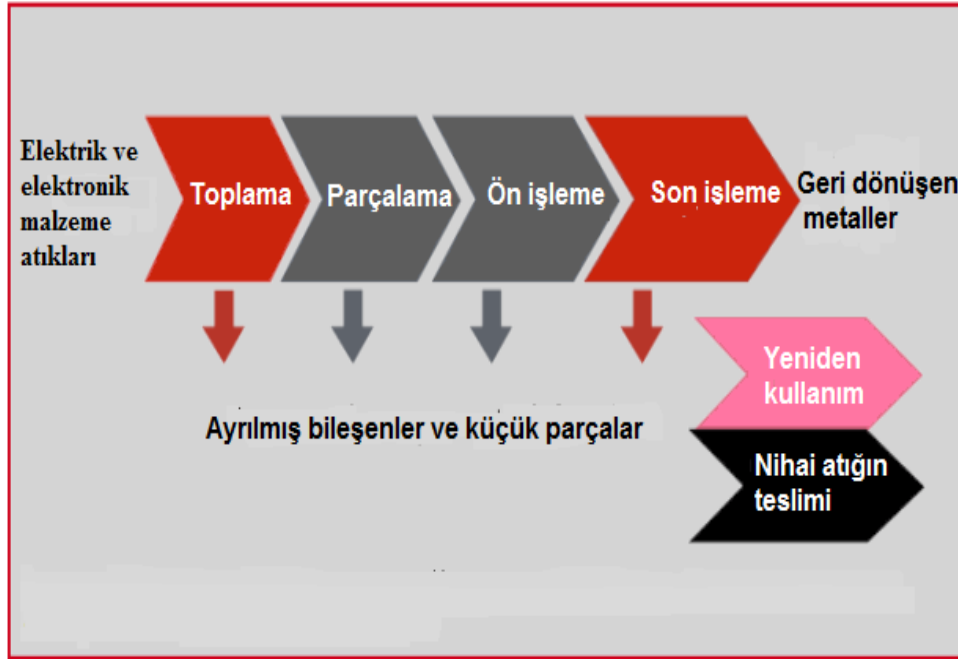 Elektrik ve
elektronik
malzeme
atıkları
Toplama
Parçalama
Ön işleme
Son işleme
Geri dönüşen
metaller
Yeniden
kullanım
Ayrılmış bileşenler ve küçük parçalar
Nihai atığın
teslimi